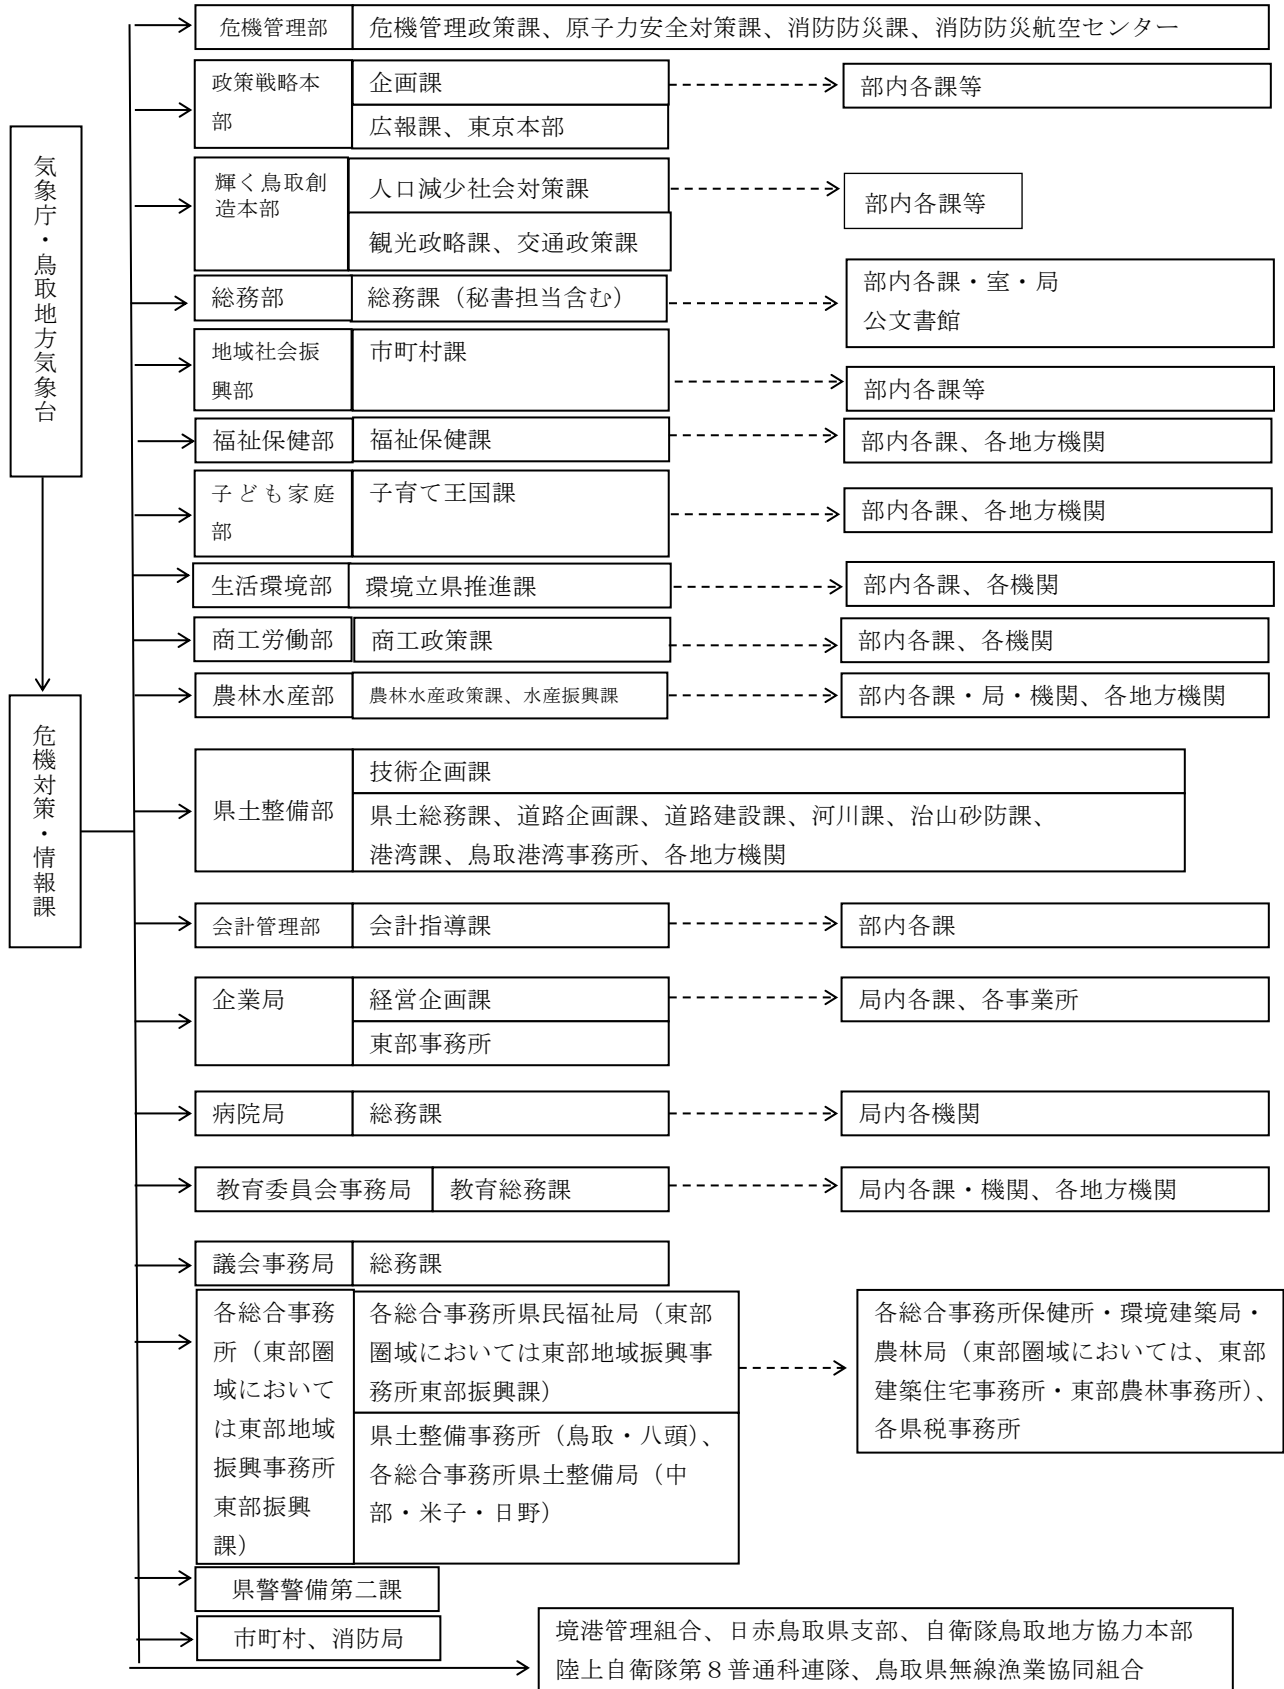 気象庁・鳥取地方気象台
危機対策・情報課
危機管理部
危機管理政策課、原子力安全対策課、消防防災課、消防防災航空センター
政策戦略本
部
企画課
広報課、東京本部
部内各課等
輝く鳥取創
造本部
人口減少社会対策課
観光政略課、交通政策課
部内各課等
総務部
総務課（秘書担当含む）
部内各課・室・局
公文書館
地域社会振
興部
市町村課
部内各課等
福祉保健部
福祉保健課
部内各課、各地方機関
子ども家庭
部
子育て王国課
部内各課、各地方機関
生活環境部
環境立県推進課
部内各課、各機関
商工労働部
商工政策課
部内各課、各機関
農林水産部
農林水産政策課、水産振興課
部内各課・局・機関、各地方機関
県土整備部
技術企画課
県土総務課、道路企画課、道路建設課、河川課、治山砂防課、
港湾課、鳥取港湾事務所、各地方機関
会計管理部
会計指導課
部内各課
企業局
経営企画課
東部事務所
局内各課、各事業所
病院局
総務課
局内各機関
教育委員会事務局
教育総務課
局内各課・機関、各地方機関
議会事務局
総務課
各総合事務
所（東部圏
域において
は東部地域
振興事務所
東部振興
課）
各総合事務所県民福祉局（東部
圏域においては東部地域振興事
務所東部振興課）
県土整備事務所（鳥取・八頭）、
各総合事務所県土整備局（中
部・米子・日野）
各総合事務所保健所・環境建築局・
農林局（東部圏域においては、東部
建築住宅事務所・東部農林事務所）、
各県税事務所
県警警備第二課
市町村、消防局
境港管理組合、日赤鳥取県支部、自衛隊鳥取地方協力本部
陸上自衛隊第８普通科連隊、鳥取県無線漁業協同組合